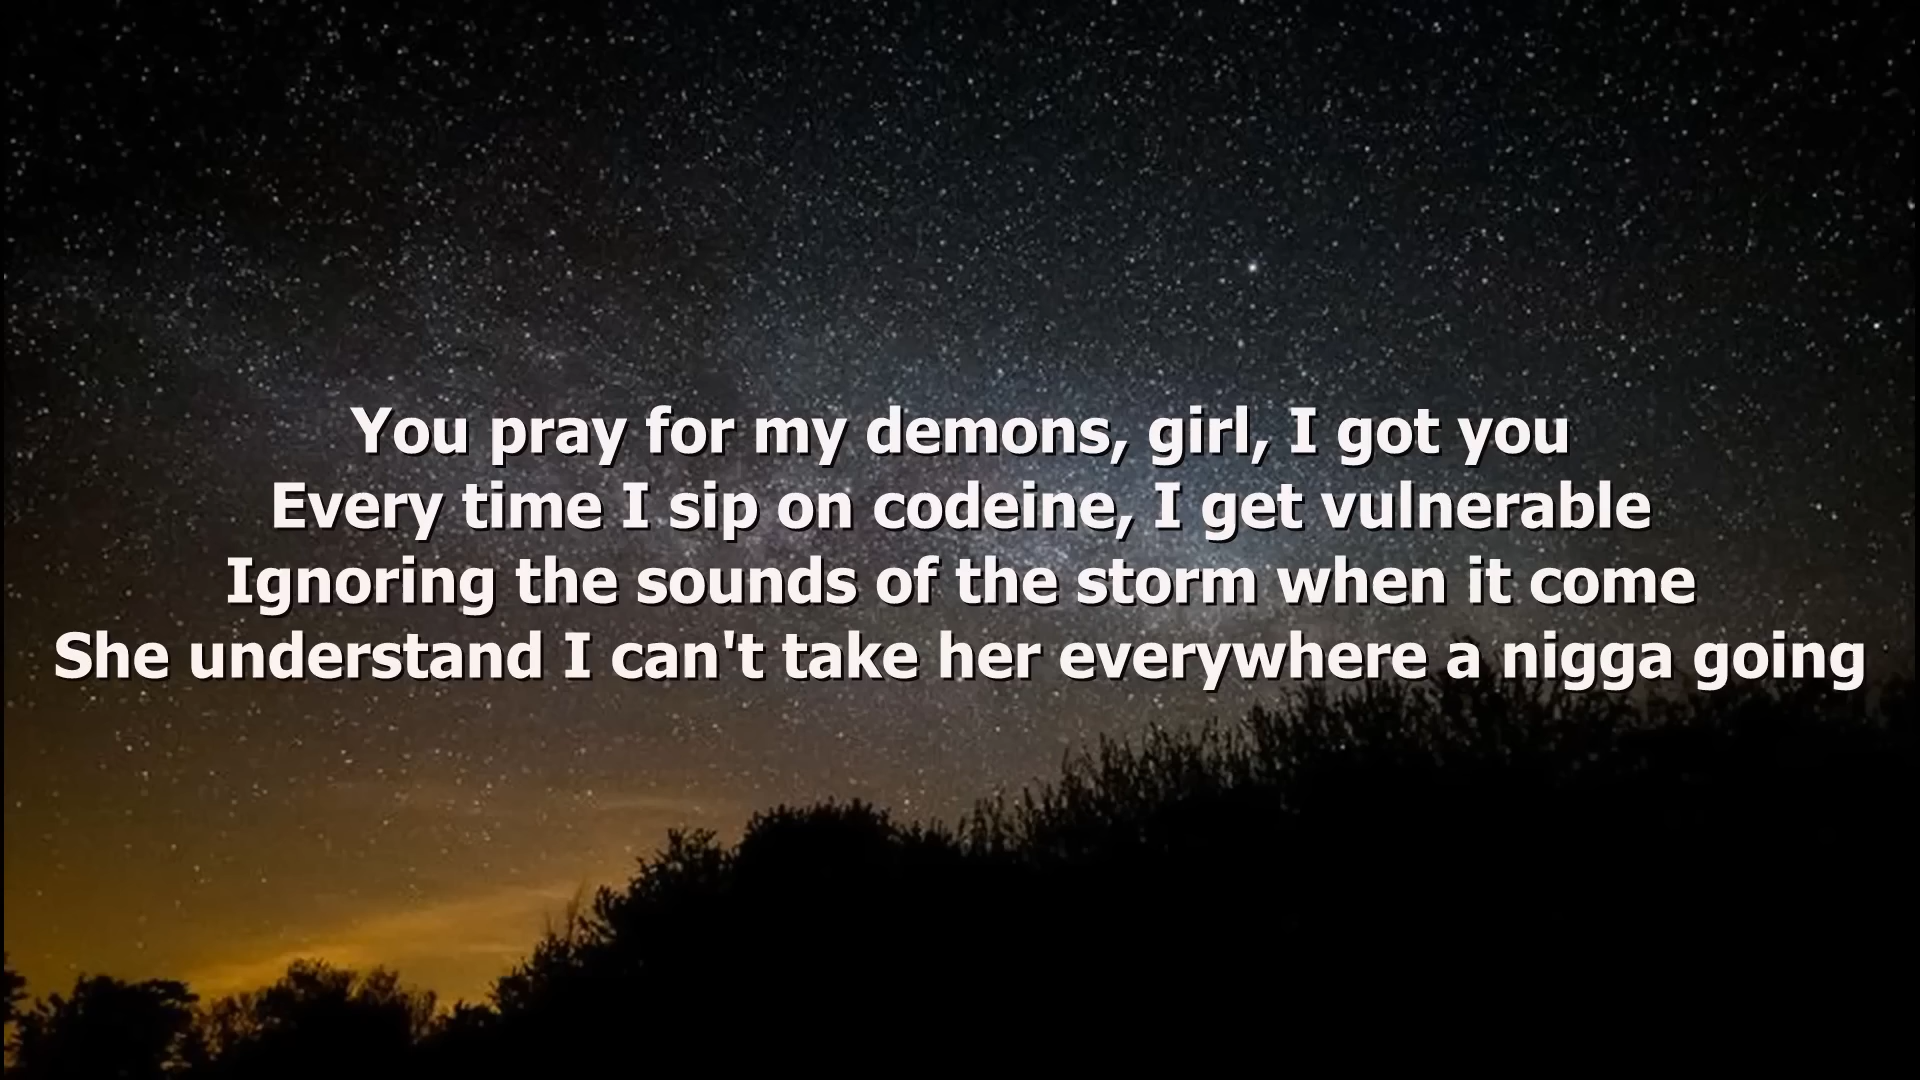 You pray for my demons, girl, I got you
Every time I sip on codeine, I get vulnerable
Ignoring the sounds of the storm when it come
She understand I can't take her everywhere a nigga going